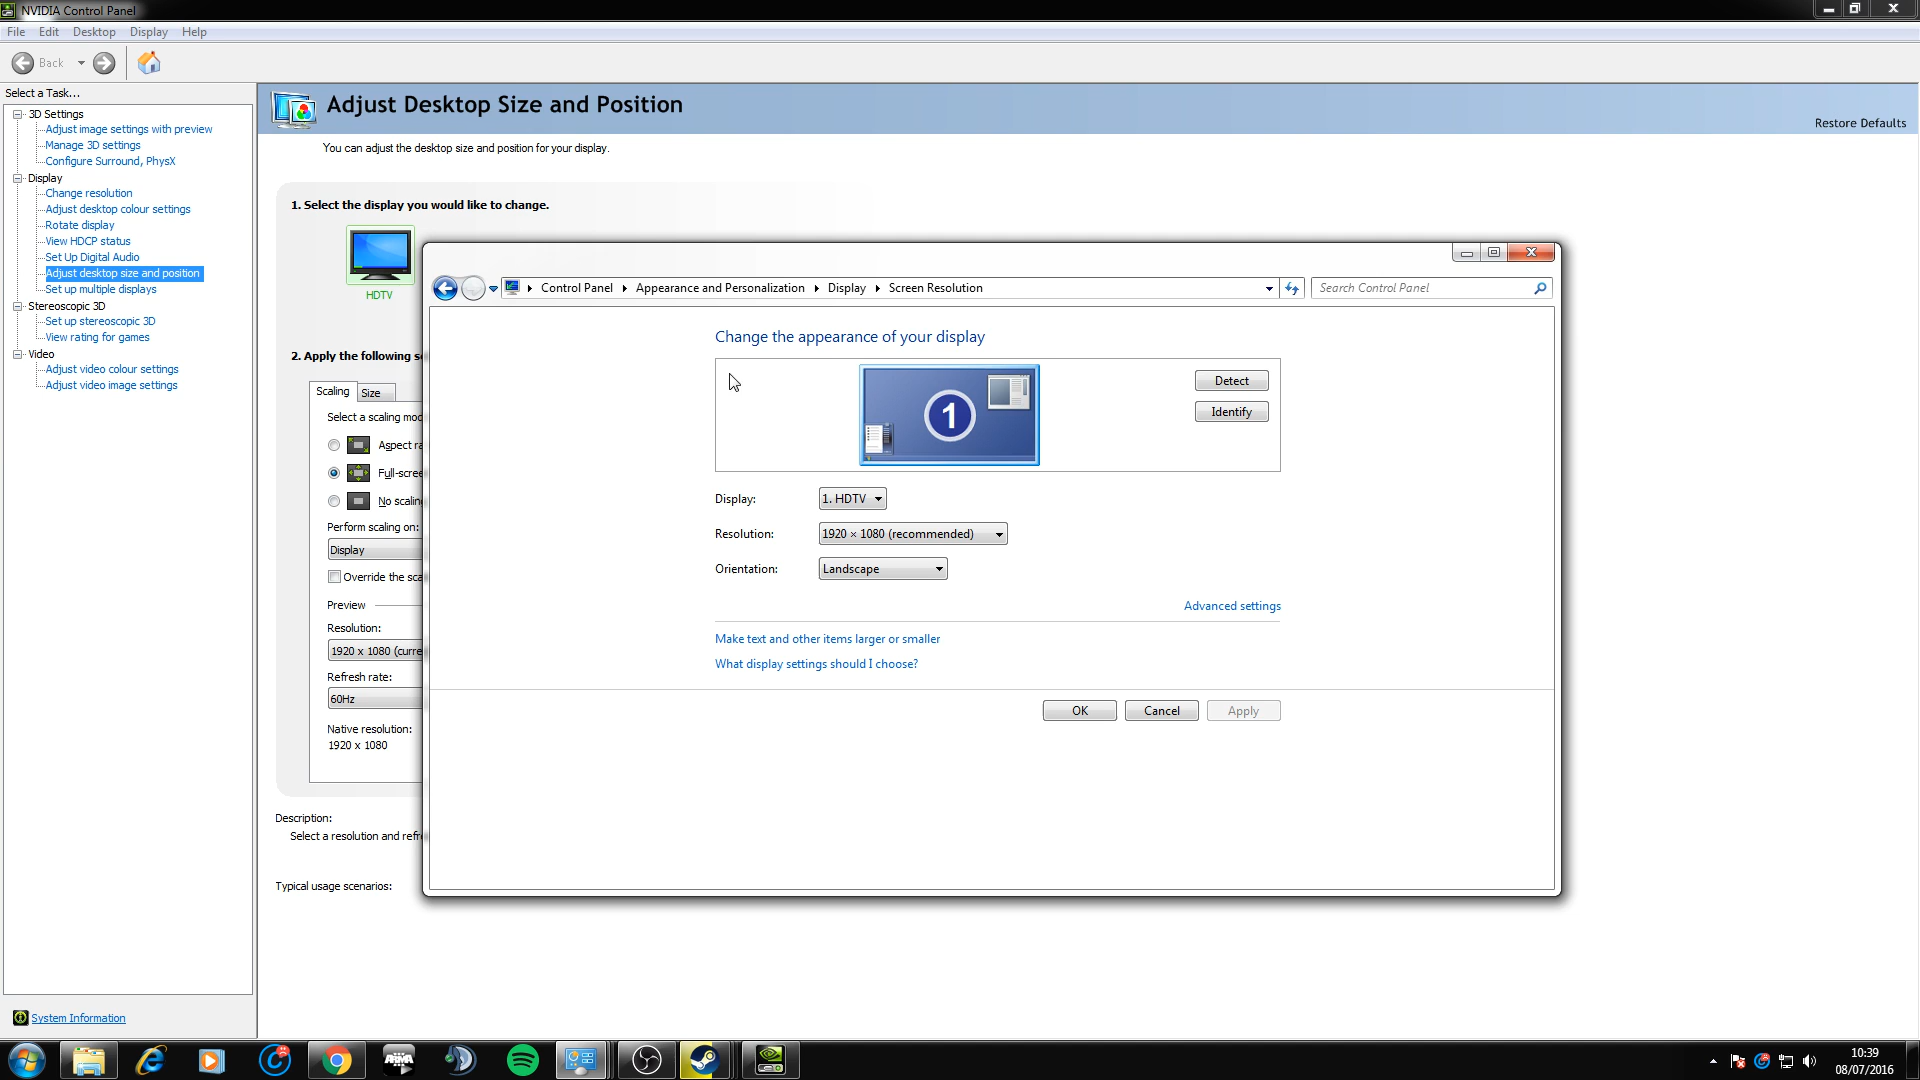 NVIDIA Control Panel
File Edit Desktop Display Help
Back
Select a Task...
3D Settings
Adjust image settings with preview
Manage 3D settings
Configure Surround, PhysX
Display
Change resolution
Adjust desktop colour settings
Rotate display
View HDCP status
Set Up Digital Audio
Adjust desktop size and position
Set up multiple displays
Stereoscopic 3D
Set up stereoscopic 3D
View rating for games
Video
Adjust video colour settings
Adjust video image settings
System Information
Adjust Desktop Size and Position
Restore Defaults
You can adjust the desktop size and position for your display.
1. Select the display you would like to change.
HDTV
2. Apply the following s
Scaling Size
Select a scaling mo
Aspect ra
Full-scree
No scalin
Perform scaling on:
Display
Override the sca
Preview
Resolution:
1920 x 1080 (curre
Refresh rate:
60Hz
Native resolution:
1920 x 1080
Description:
Select a resolution and refr
Typical usage scenarios:
Control Panel Appearance and Personalization Display Screen Resolution
Search Control Panel
Change the appearance of your display
1
Detect
Identify
Display: 1. HDTV
Resolution: 1920 × 1080 (recommended)
Orientation: Landscape
Advanced settings
Make text and other items larger or smaller
What display settings should I choose?
OK Cancel Apply
ARMA
10:39
08/07/2016